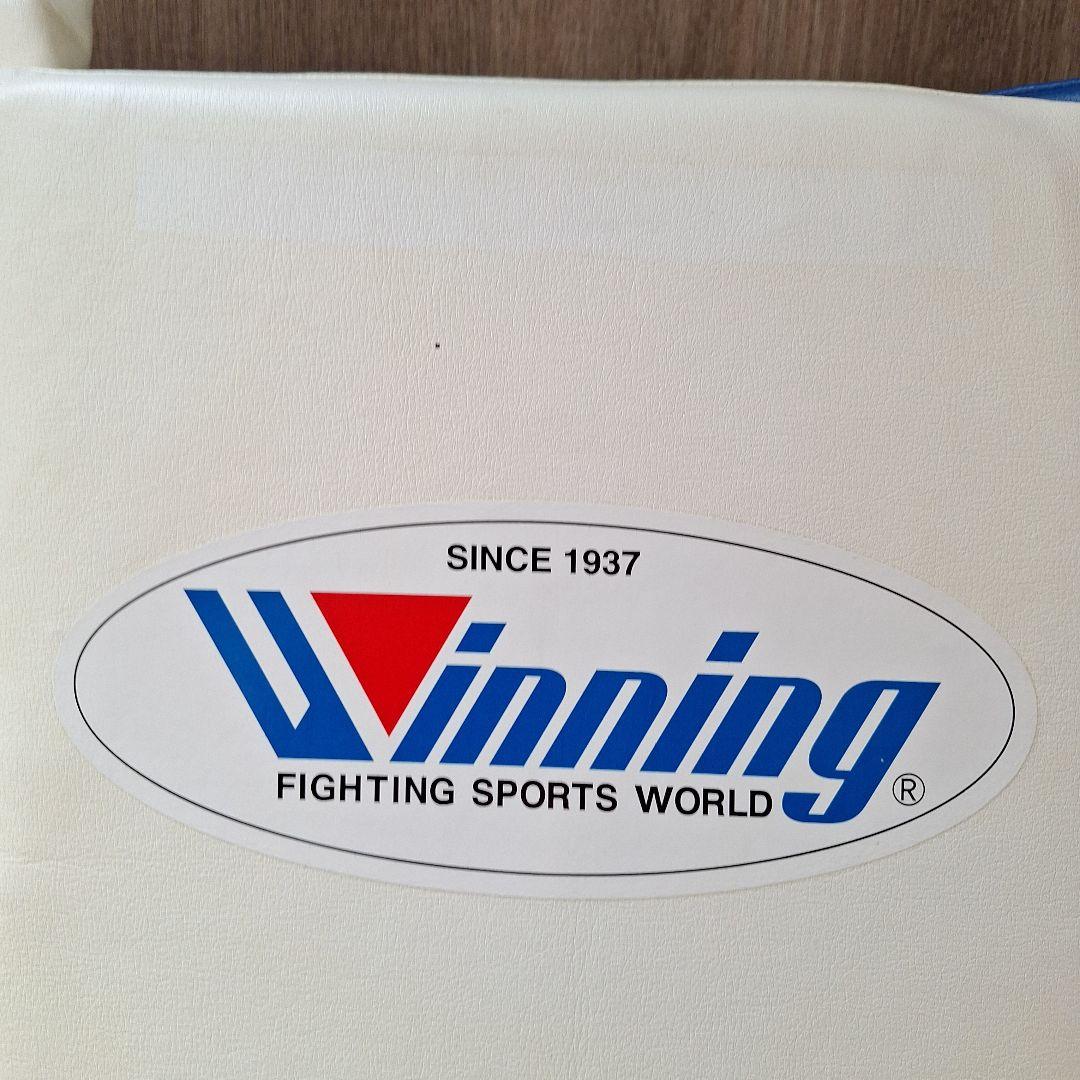 SINCE 1937
Winning
FIGHTING SPORTS WORLD ®